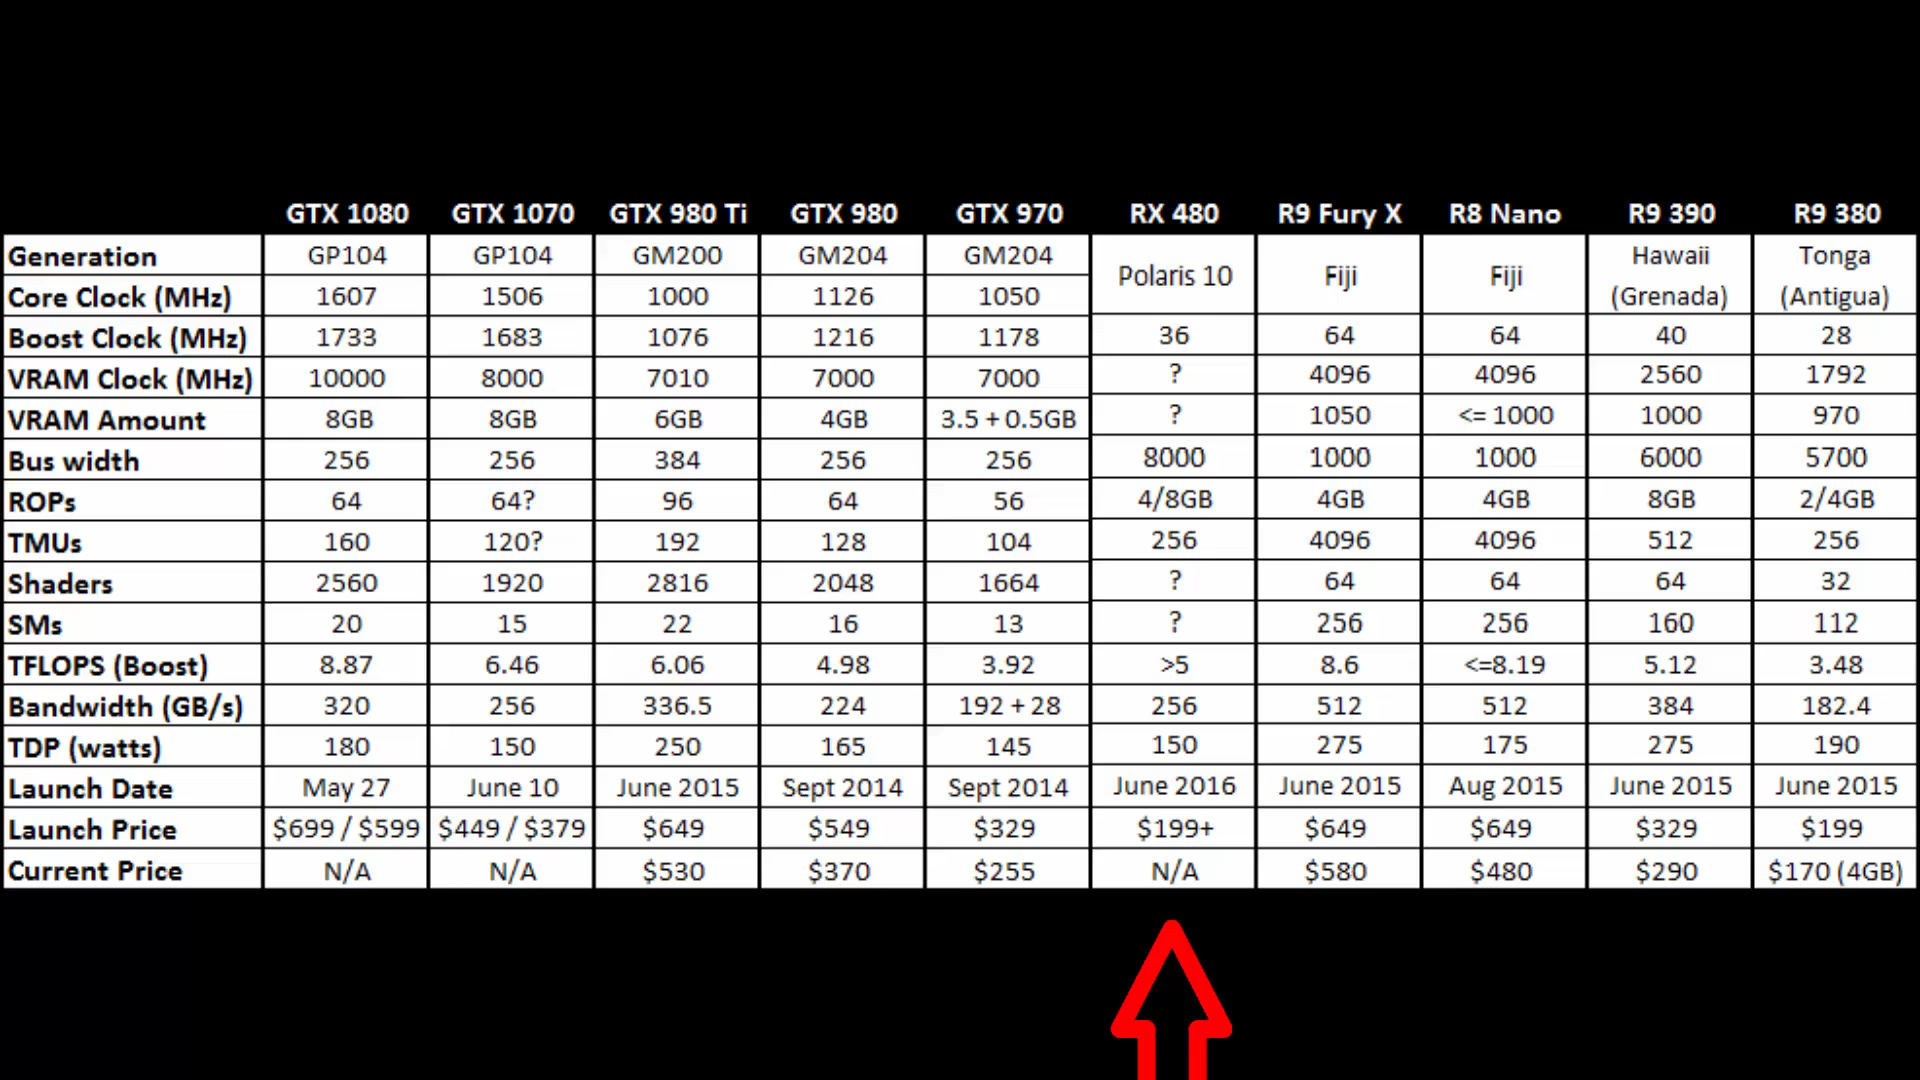 GTX 1080 GTX 1070 GTX 980 Ti GTX 980 GTX 970 RX 480 R9 Fury X R8 Nano R9 390 R9 380
Generation GP104 GP104 GM200 GM204 GM204 Polaris 10 Fiji Fiji Hawaii (Grenada) Tonga (Antigua)
Core Clock (MHz) 1607 1506 1000 1126 1050
Boost Clock (MHz) 1733 1683 1076 1216 1178 36 64 64 40 28
VRAM Clock (MHz) 10000 8000 7010 7000 7000 ? 4096 4096 2560 1792
VRAM Amount 8GB 8GB 6GB 4GB 3.5 + 0.5GB ? 1050 <= 1000 1000 970
Bus width 256 256 384 256 256 8000 1000 1000 6000 5700
ROPs 64 64? 96 64 56 4/8GB 4GB 4GB 8GB 2/4GB
TMUs 160 120? 192 128 104 256 4096 4096 512 256
Shaders 2560 1920 2816 2048 1664 ? 64 64 64 32
SMs 20 15 22 16 13 ? 256 256 160 112
TFLOPS (Boost) 8.87 6.46 6.06 4.98 3.92 >5 8.6 <=8.19 5.12 3.48
Bandwidth (GB/s) 320 256 336.5 224 192 + 28 256 512 512 384 182.4
TDP (watts) 180 150 250 165 145 150 275 175 275 190
Launch Date May 27 June 10 June 2015 Sept 2014 Sept 2014 June 2016 June 2015 Aug 2015 June 2015 June 2015
Launch Price $699 / $599 $449 / $379 $649 $549 $329 $199+ $649 $649 $329 $199
Current Price N/A N/A $530 $370 $255 N/A $580 $480 $290 $170 (4GB)